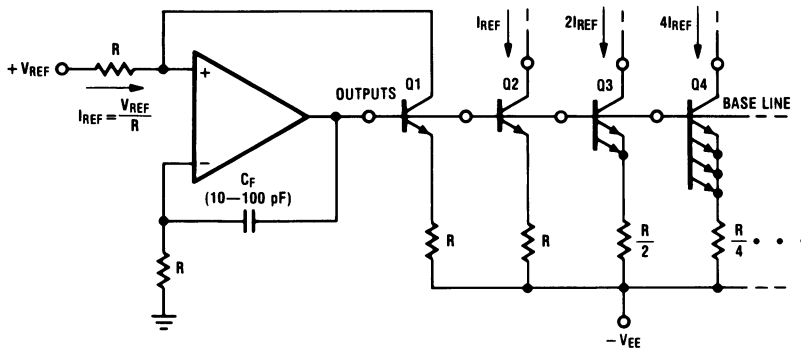 + VREF
R
IREF = VREF/R
+
−
CF
(10—100 pF)
R
OUTPUTS
Q1
IREF
Q2
2IREF
Q3
4IREF
Q4
BASE LINE
R
R
R/2
R/4
− VEE